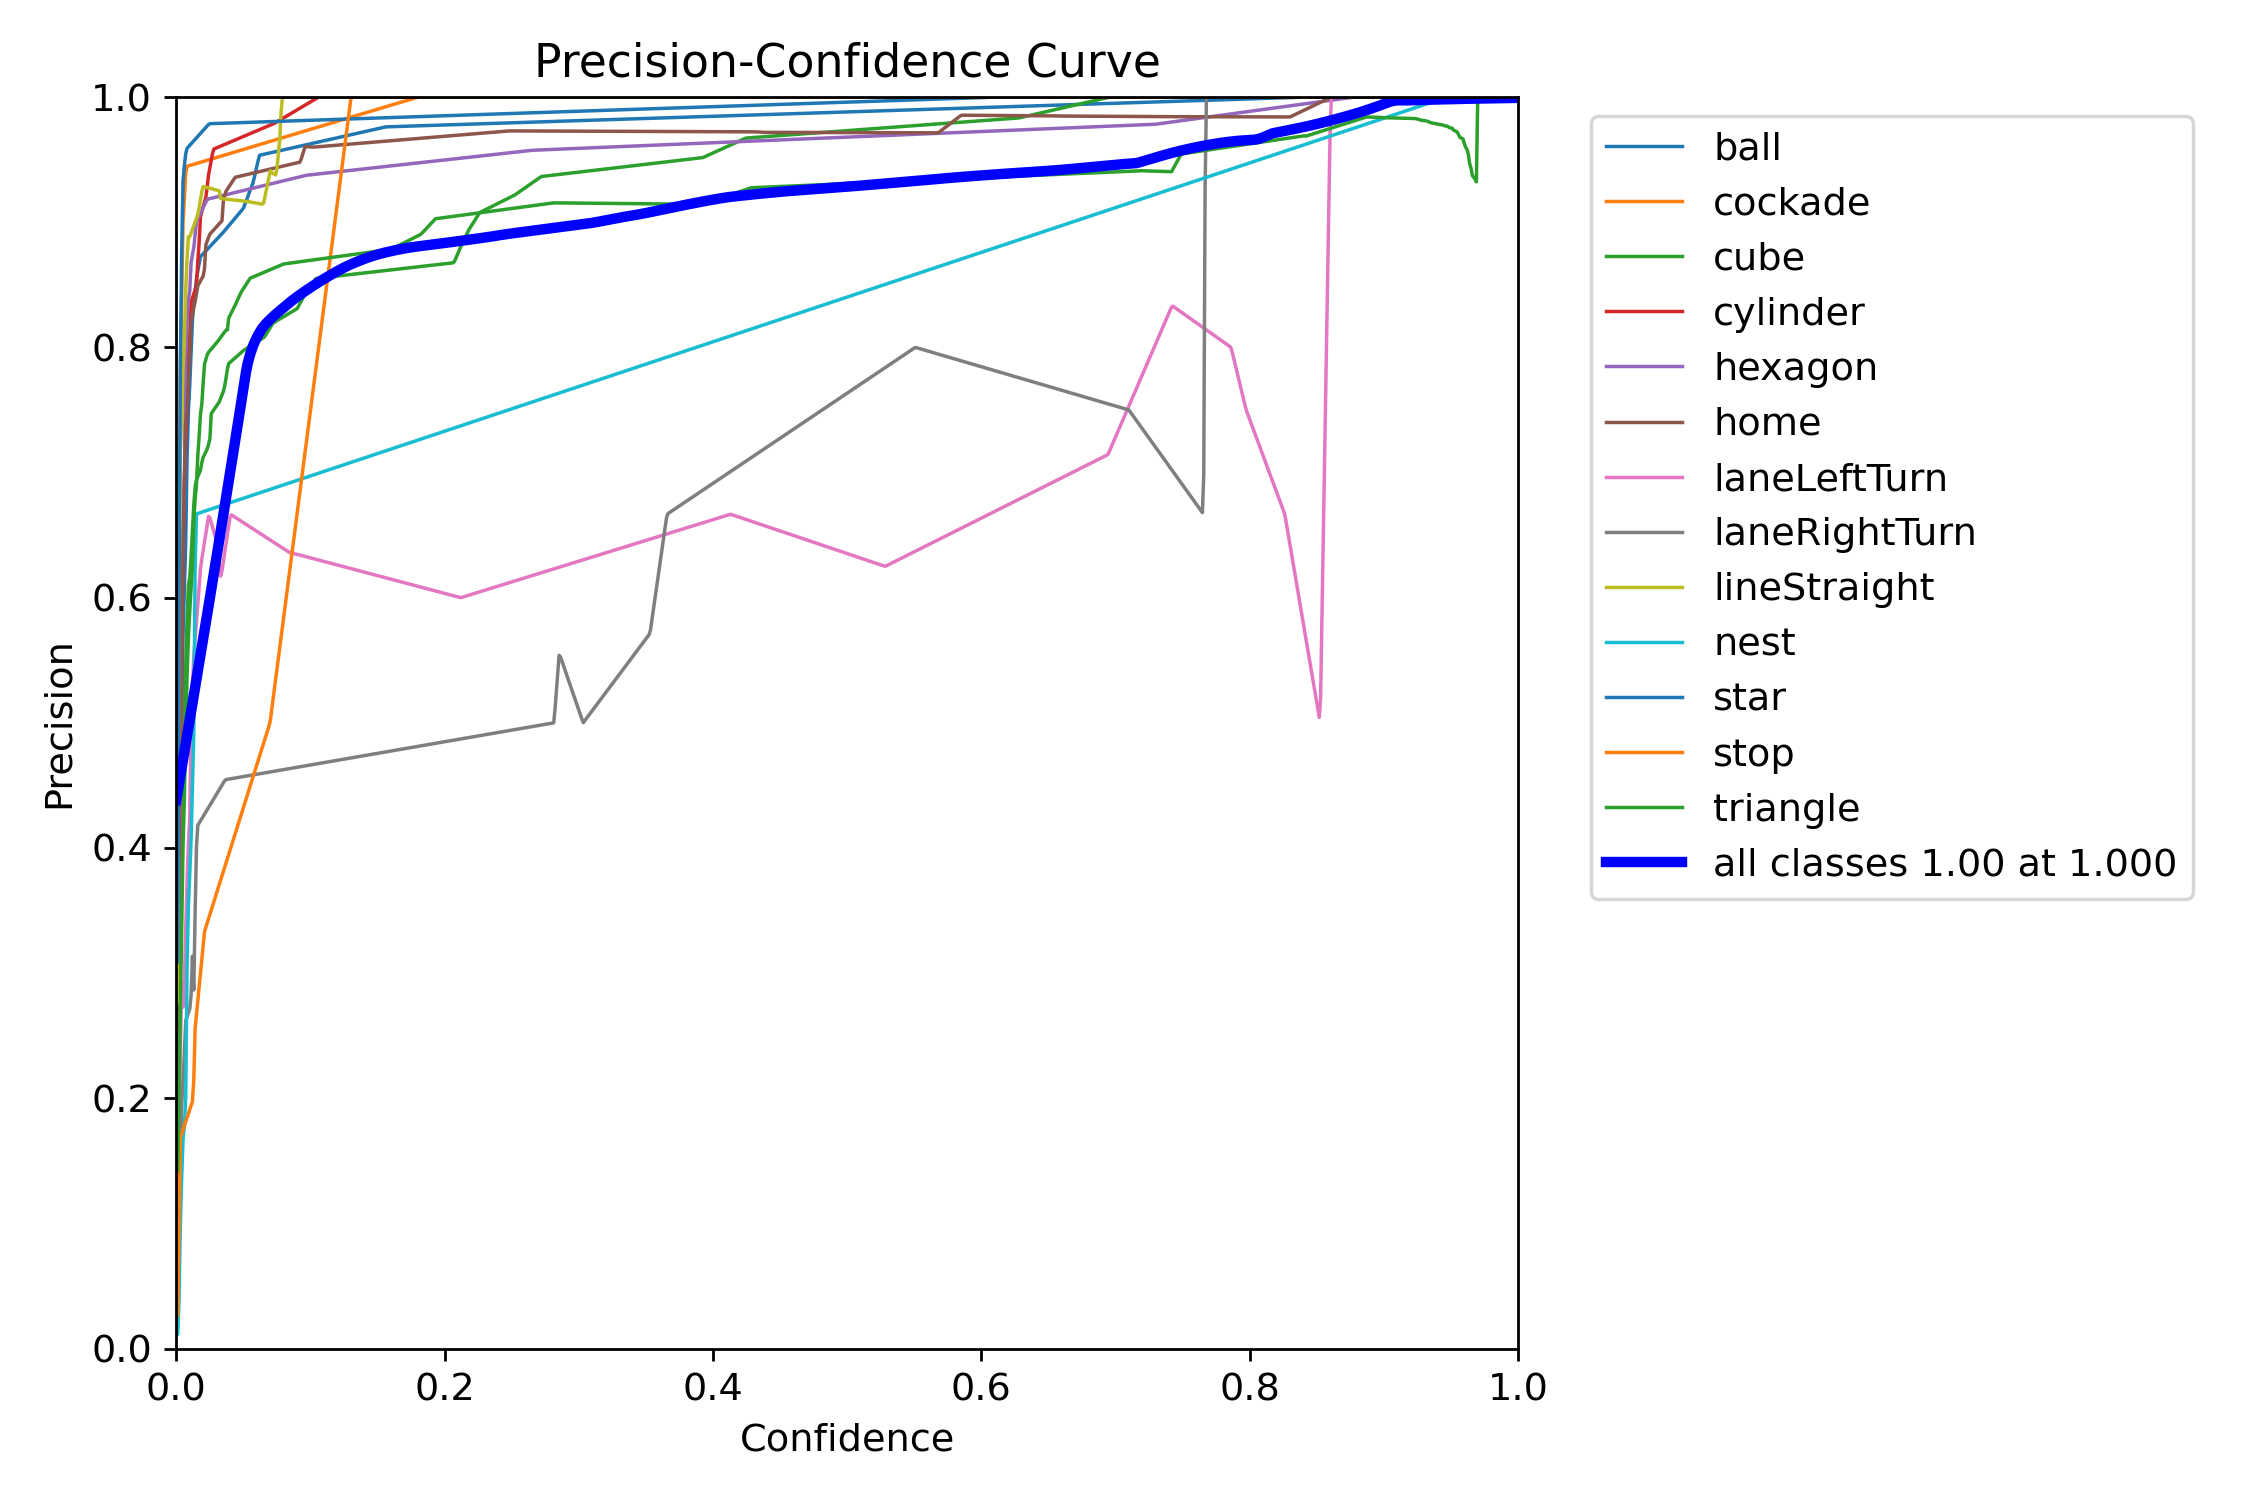 Precision-Confidence Curve
1.0
0.8
0.6
0.4
0.2
0.0
Precision
0.0 0.2 0.4 0.6 0.8 1.0
Confidence
ball
cockade
cube
cylinder
hexagon
home
laneLeftTurn
laneRightTurn
lineStraight
nest
star
stop
triangle
all classes 1.00 at 1.000